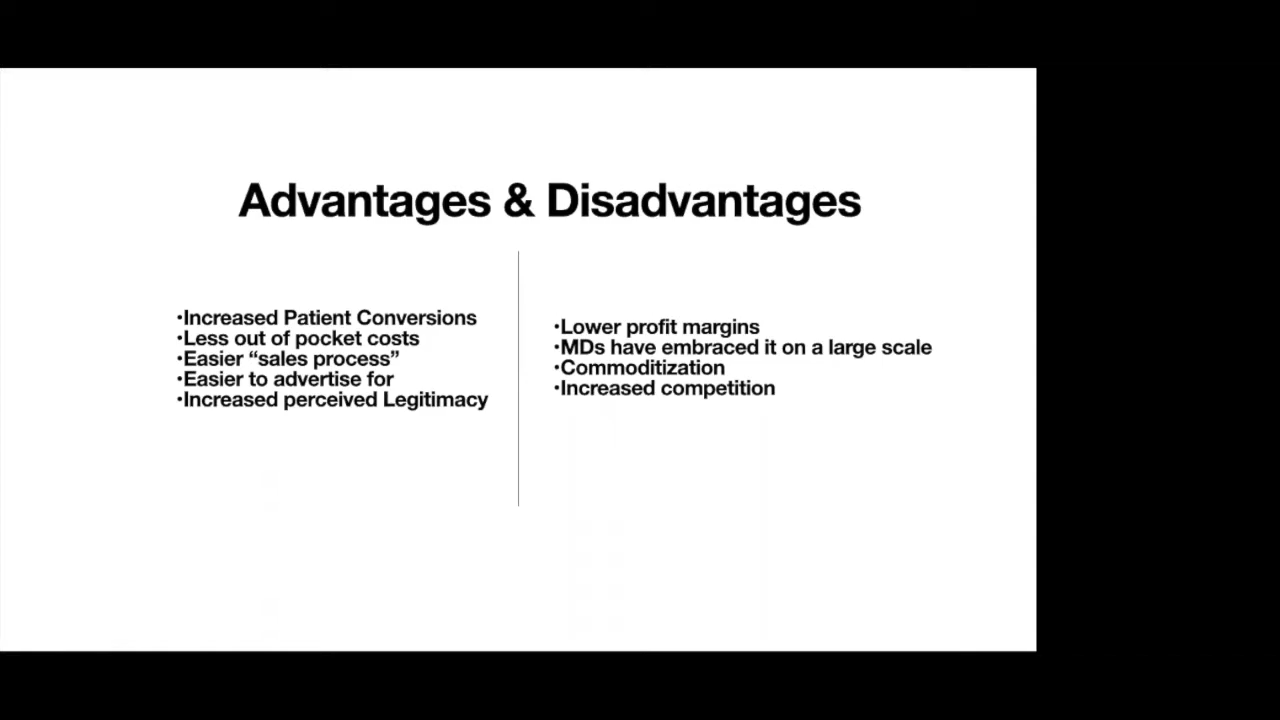 Advantages & Disadvantages
•Increased Patient Conversions
•Less out of pocket costs
•Easier “sales process”
•Easier to advertise for
•Increased perceived Legitimacy
•Lower profit margins
•MDs have embraced it on a large scale
•Commoditization
•Increased competition